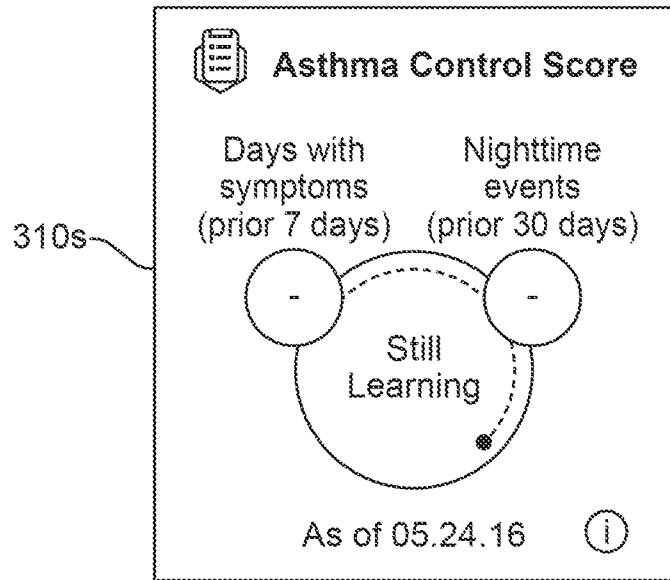 Asthma Control Score
Days with
symptoms
(prior 7 days)
Nighttime
events
(prior 30 days)
310s
-
-
Still
Learning
As of 05.24.16
i